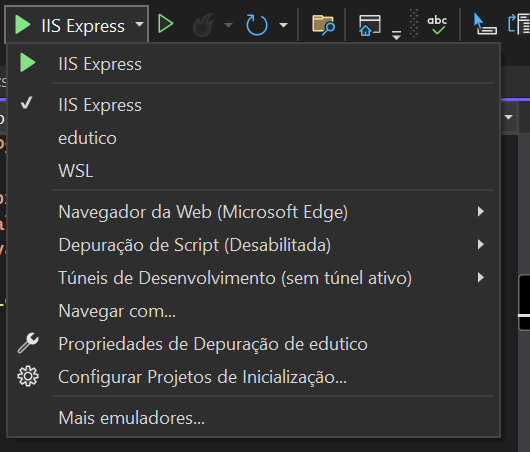 IIS Express
abc
IIS Express
IIS Express
edutico
WSL
Navegador da Web (Microsoft Edge)
Depuração de Script (Desabilitada)
Túneis de Desenvolvimento (sem túnel ativo)
Navegar com...
Propriedades de Depuração de edutico
Configurar Projetos de Inicialização...
Mais emuladores...